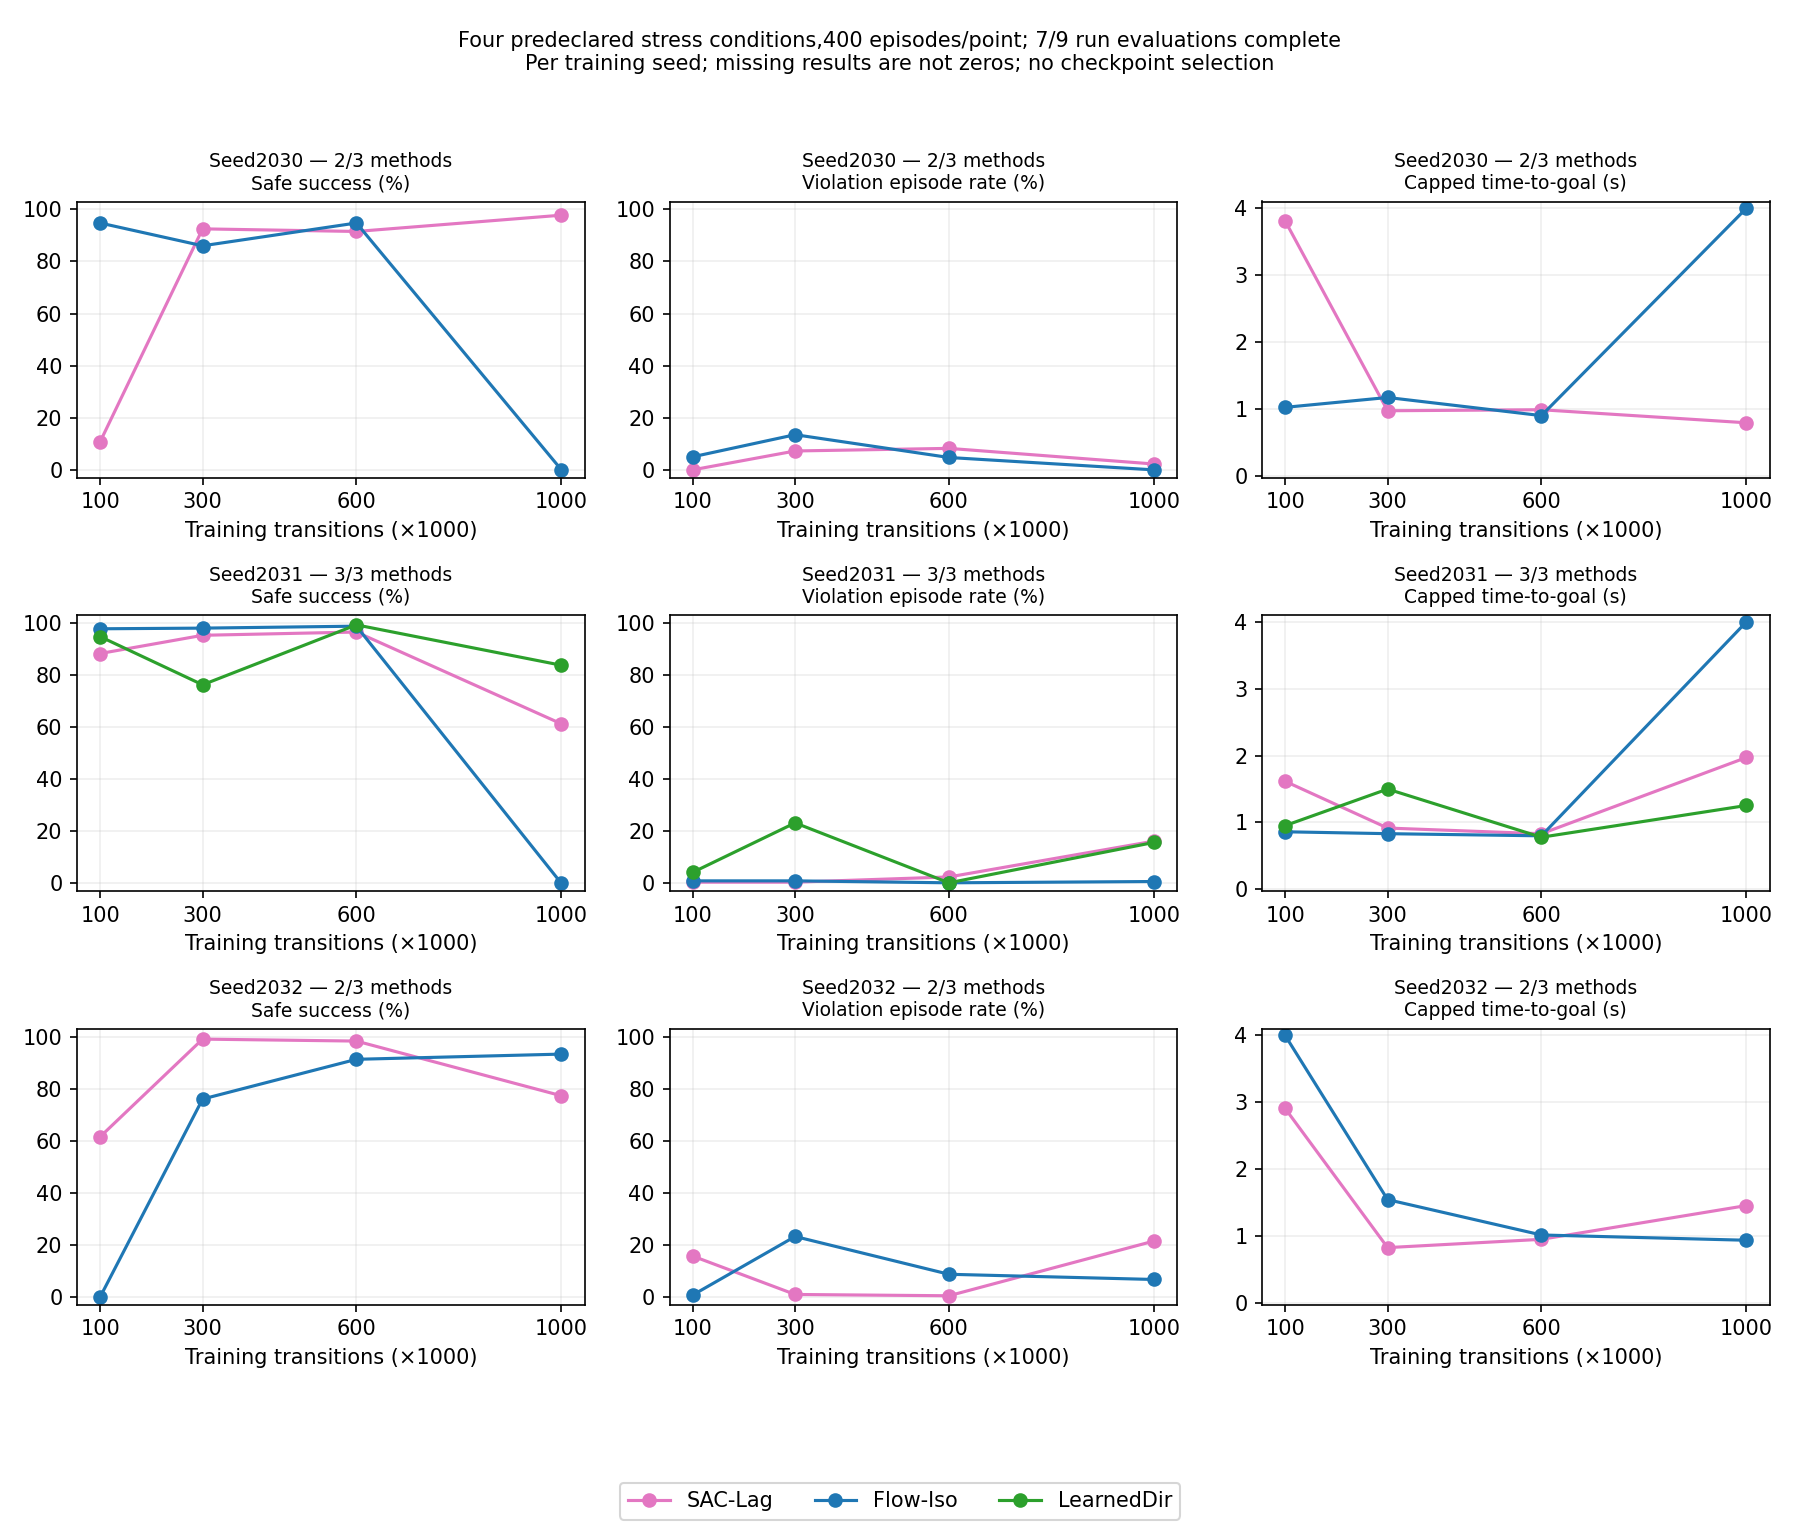 Four predeclared stress conditions,400 episodes/point; 7/9 run evaluations complete
Per training seed; missing results are not zeros; no checkpoint selection
Seed2030 — 2/3 methods
Safe success (%)
100
80
60
40
20
0
100 300 600 1000
Training transitions (×1000)
Seed2030 — 2/3 methods
Violation episode rate (%)
100
80
60
40
20
0
100 300 600 1000
Training transitions (×1000)
Seed2030 — 2/3 methods
Capped time-to-goal (s)
4
3
2
1
0
100 300 600 1000
Training transitions (×1000)
Seed2031 — 3/3 methods
Safe success (%)
100
80
60
40
20
0
100 300 600 1000
Training transitions (×1000)
Seed2031 — 3/3 methods
Violation episode rate (%)
100
80
60
40
20
0
100 300 600 1000
Training transitions (×1000)
Seed2031 — 3/3 methods
Capped time-to-goal (s)
4
3
2
1
0
100 300 600 1000
Training transitions (×1000)
Seed2032 — 2/3 methods
Safe success (%)
100
80
60
40
20
0
100 300 600 1000
Training transitions (×1000)
Seed2032 — 2/3 methods
Violation episode rate (%)
100
80
60
40
20
0
100 300 600 1000
Training transitions (×1000)
Seed2032 — 2/3 methods
Capped time-to-goal (s)
4
3
2
1
0
100 300 600 1000
Training transitions (×1000)
SAC-Lag Flow-Iso LearnedDir